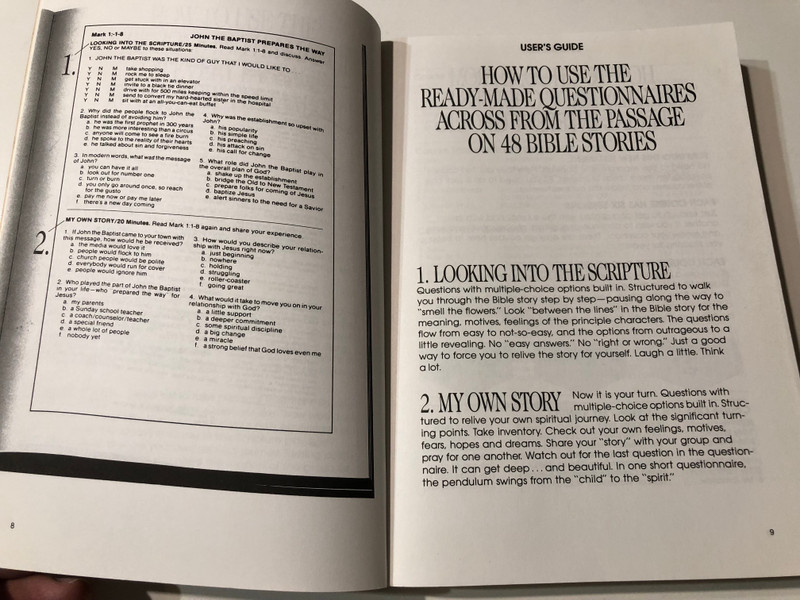 Mark 1:-1-8 JOHN THE BAPTIST PREPARES THE WAY
1. LOOKING INTO THE SCRIPTURE/25 Minutes. Read Mark 1:1-8 and discuss. Answer
YES, NO or MAYBE to these situations:
1. JOHN THE BAPTIST WAS THE KIND OF GUY THAT I WOULD LIKE TO
Y N M take shopping
Y N M rock me to sleep
Y N M get stuck with in an elevator
Y N M invite to a black tie dinner
Y N M drive with for 500 miles keeping within the speed limit
Y N M send to convert my hard-hearted sister in the hospital
Y N M sit with at an all-you-can-eat buffet
2. Why did the people flock to John the
Baptist instead of avoiding him?
a. he was the first prophet in 300 years
b. he was more interesting than a circus
c. anyone will come to see a fire burn
d. he spoke to the reality of their hearts
e. he talked about sin and forgiveness
3. In modern words, what was the message
of John?
a. you can have it all
b. look out for number one
c. turn or burn
d. you only go around once, so reach
for the gusto
e. pay me now or pay me later
f. there's a new day coming
4. Why was the establishment so upset with
John?
a. his popularity
b. his simple life
c. his preaching
d. his attack on sin
e. his call for change
5. What role did John the Baptist play in
the overall plan of God?
a. shake up the establishment
b. bridge the Old to New Testament
c. prepare folks for coming of Jesus
d. baptize Jesus
e. alert sinners to the need for a Savior
2. MY OWN STORY/20 Minutes. Read Mark 1:1-8 again and share your experience.
1. If John the Baptist came to your town with
this message, how would he be received?
a. the media would love it
b. people would flock to him
c. church people would be polite
d. everybody would run for cover
e. people would ignore him
2. Who played the part of John the Baptist
in your life—who "prepared the way" for
Jesus?
a. my parents
b. a Sunday school teacher
c. a coach/counselor/teacher
d. a special friend
e. a whole lot of people
f. nobody yet
3. How would you describe your relation-
ship with Jesus right now?
a. just beginning
b. nowhere
c. holding
d. struggling
e. roller-coaster
f. going great
4. What would it take to move you on in your
relationship with God?
a. a little support
b. a deeper commitment
c. some spiritual discipline
d. a big change
e. a miracle
f. a strong belief that God loves even me
8
USER'S GUIDE
HOW TO USE THE
READY-MADE QUESTIONNAIRES
ACROSS FROM THE PASSAGE
ON 48 BIBLE STORIES
1. LOOKING INTO THE SCRIPTURE
Questions with multiple-choice options built in. Structured to walk
you through the Bible story step by step—pausing along the way to
"smell the flowers." Look "between the lines" in the Bible story for the
meaning, motives, feelings of the principle characters. The questions
flow from easy to not-so-easy, and the options from outrageous to a
little revealing. No "easy answers." No "right or wrong." Just a good
way to force you to relive the story for yourself. Laugh a little. Think
a lot.
2. MY OWN STORY Now it is your turn. Questions with
multiple-choice options built in. Struc-
tured to relive your own spiritual journey. Look at the significant turn-
ing points. Take inventory. Check out your own feelings, motives,
fears, hopes and dreams. Share your "story" with your group and
pray for one another. Watch out for the last question in the question-
naire. It can get deep . . . and beautiful. In one short questionnaire,
the pendulum swings from the "child" to the "spirit."
9